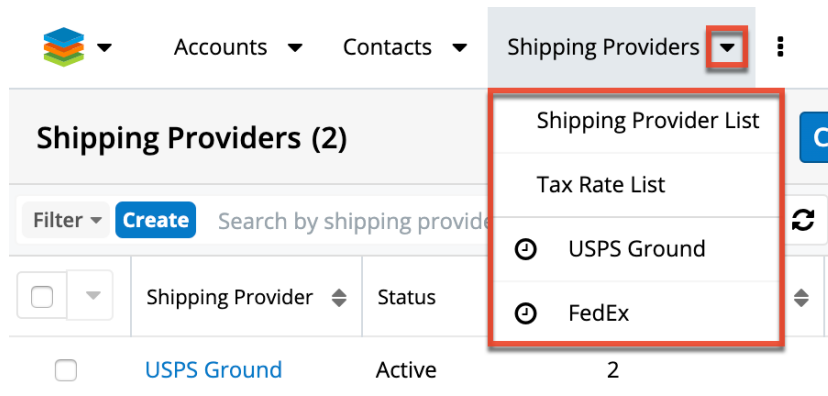 Accounts Contacts Shipping Providers
Shipping Providers (2)
Shipping Provider List
Tax Rate List
USPS Ground
FedEx
Filter Create Search by shipping provide
Shipping Provider Status
USPS Ground Active 2